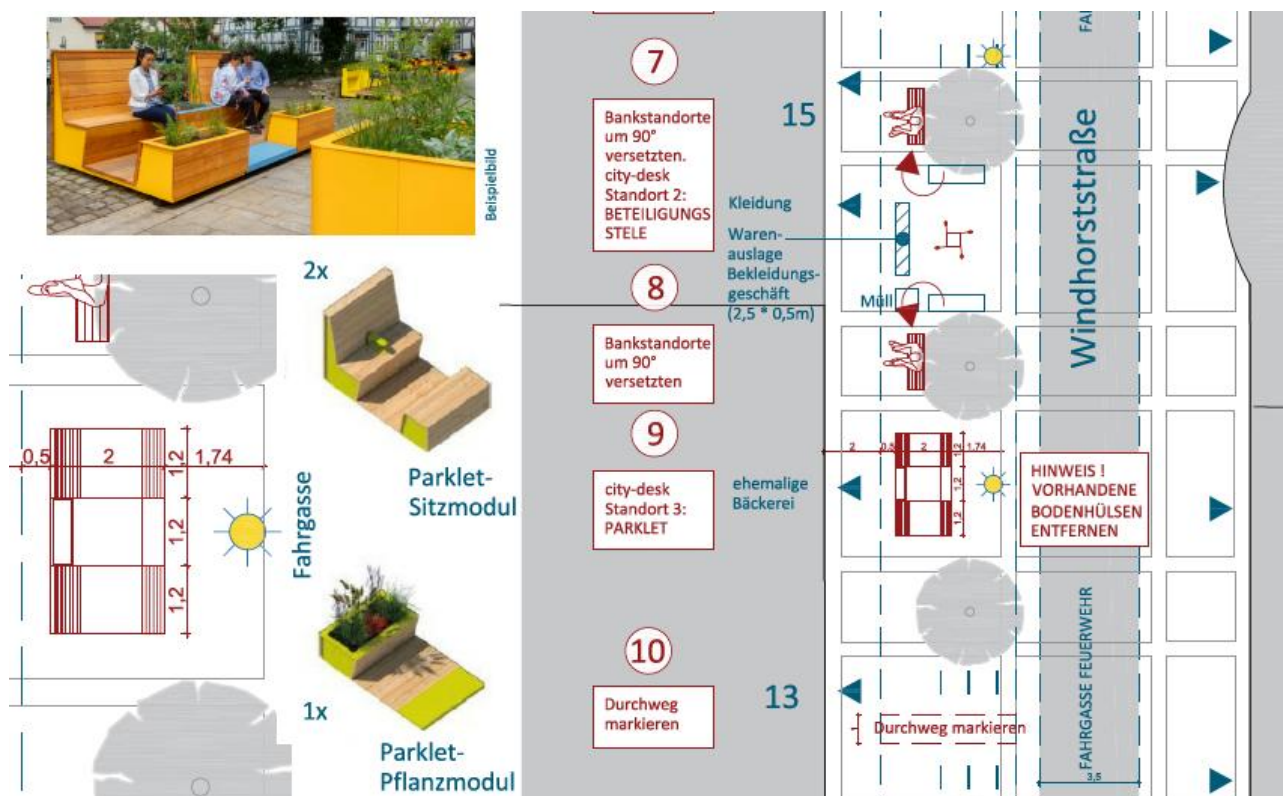 Beispielbild
2x
Parklet-
Sitzmodul
1x
Parklet-
Pflanzmodul
0,5
2
1,2
1,74
1,2
1,2
Fahrgasse
7
Bankstandorte
um 90°
versetzten.
city-desk
Standort 2:
BETEILIGUNGS
STELE
8
Bankstandorte
um 90°
versetzten
9
city-desk
Standort 3:
PARKLET
10
Durchweg
markieren
15
Kleidung
Waren-
auslage
Bekleidungs-
geschäft
(2,5 * 0,5m)
Müll
ehemalige
Bäckerei
13
2
0,5
2
1,2
1,74
1,2
1,2
Durchweg markieren
FA
Windhorststraße
HINWEIS !
VORHANDENE
BODENHÜLSEN
ENTFERNEN
FAHRGASSE FEUERWEHR
3,5